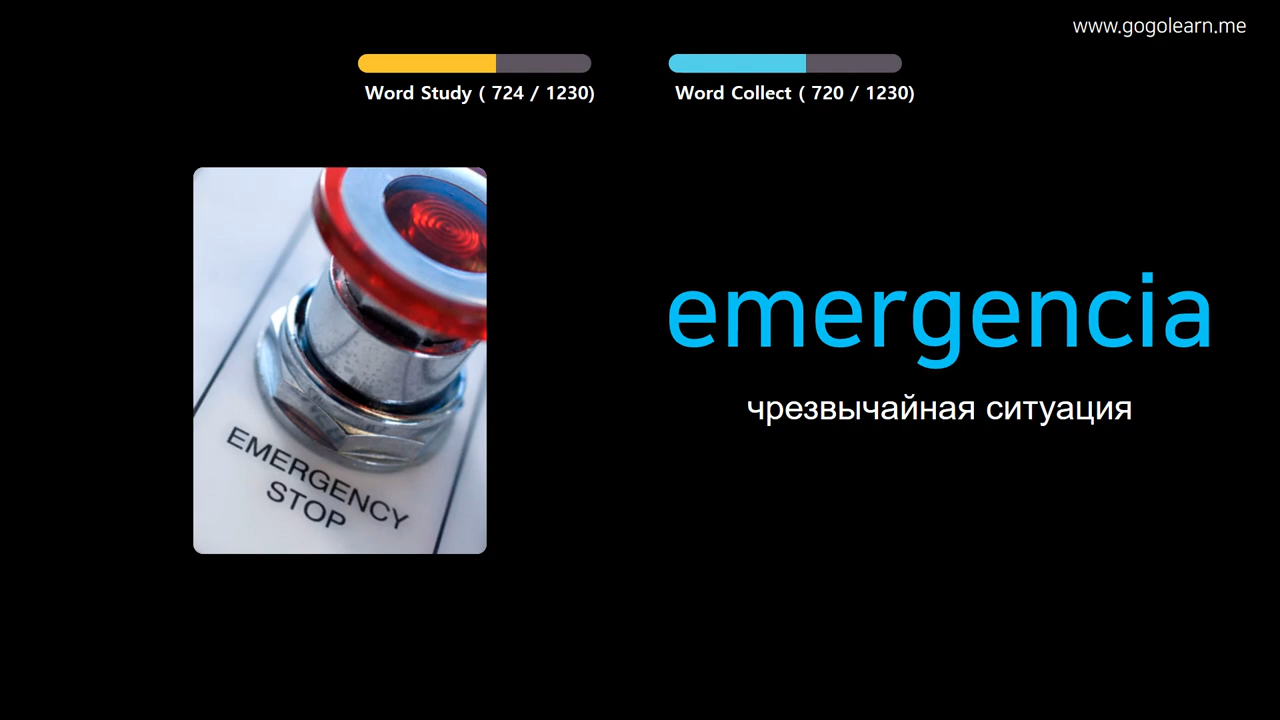 www.gogolearn.me
Word Study ( 724 / 1230)
Word Collect ( 720 / 1230)
emergencia
чрезвычайная ситуация
EMERGENCY
STOP